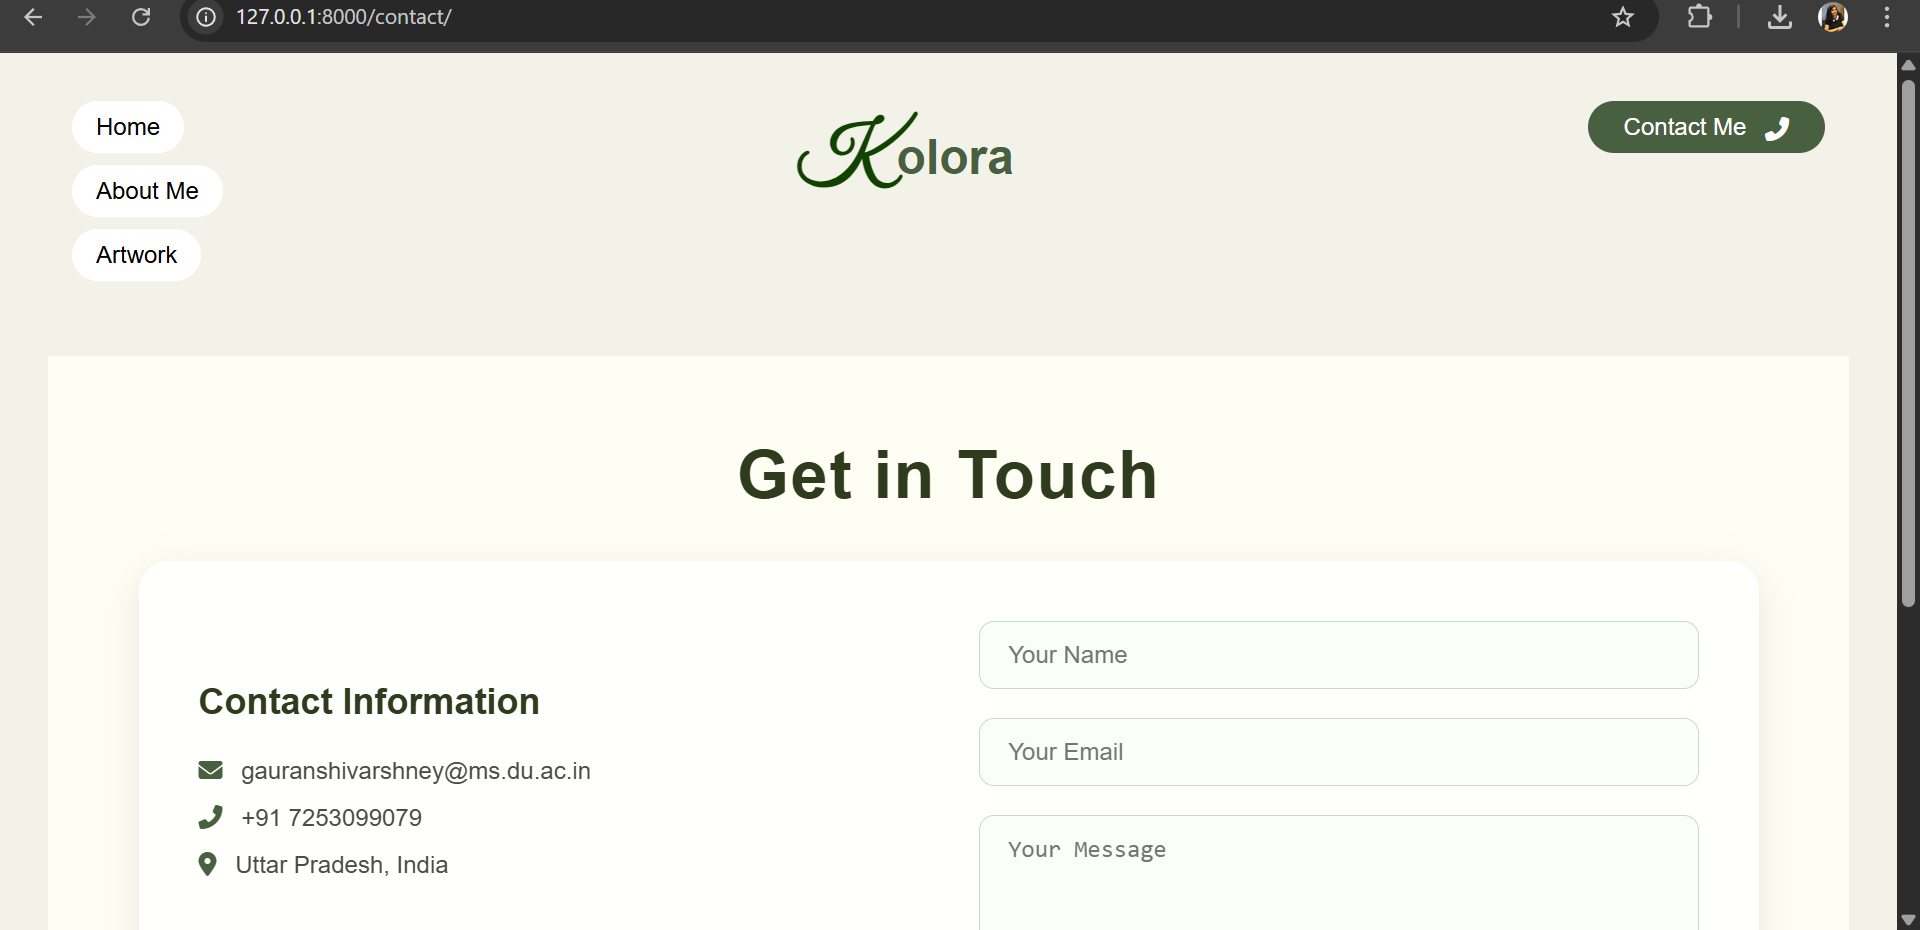 127.0.0.1:8000/contact/
Home
About Me
Artwork
Kolora
Contact Me
Get in Touch
Contact Information
gauranshivarshney@ms.du.ac.in
+91 7253099079
Uttar Pradesh, India
Your Name
Your Email
Your Message